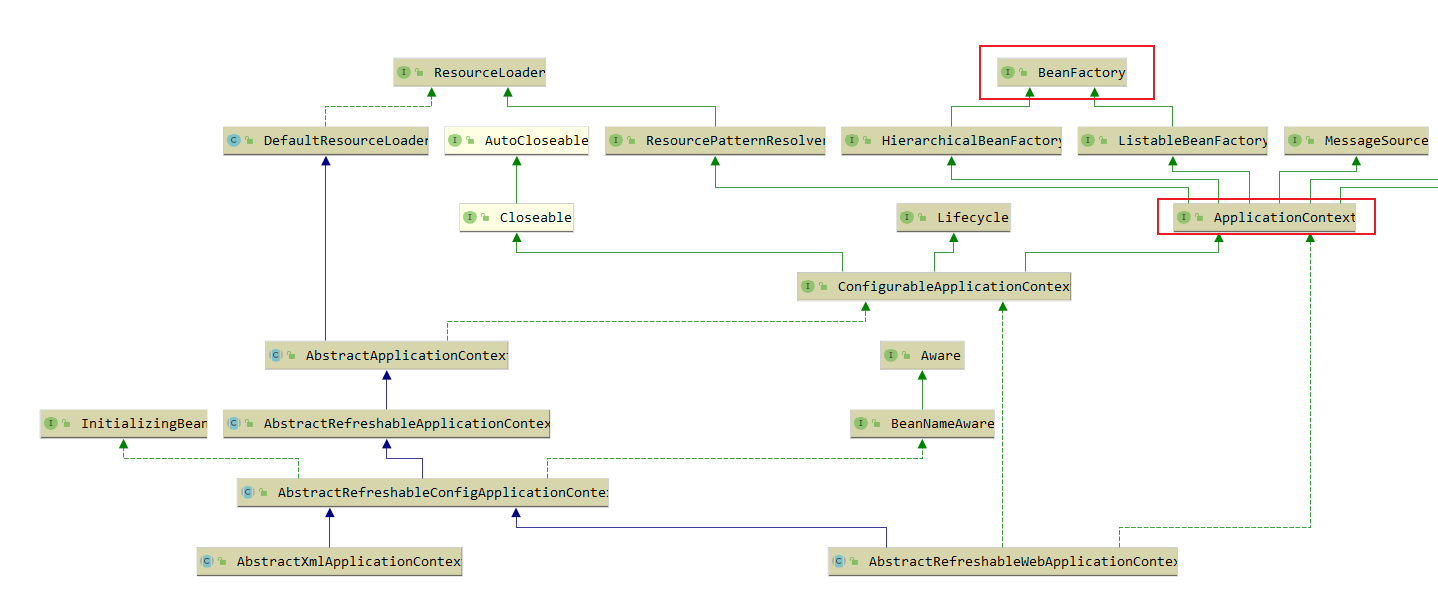 ResourceLoader
BeanFactory
DefaultResourceLoader
AutoCloseable
ResourcePatternResolver
HierarchicalBeanFactory
ListableBeanFactory
MessageSource
Closeable
Lifecycle
ApplicationContext
ConfigurableApplicationContex
AbstractApplicationContext
Aware
InitializingBean
AbstractRefreshableApplicationContex
BeanNameAware
AbstractRefreshableConfigApplicationContex
AbstractXmlApplicationContext
AbstractRefreshableWebApplicationContex